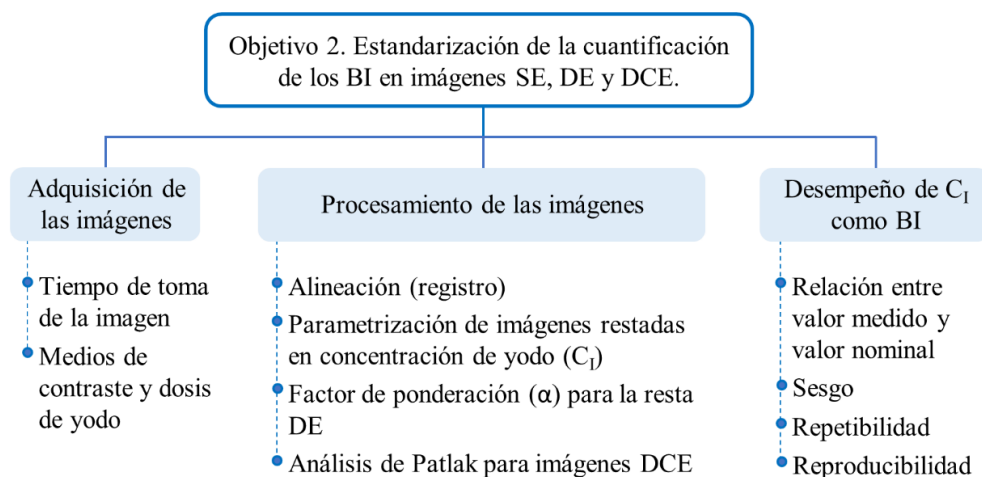 Objetivo 2. Estandarización de la cuantificación
de los BI en imágenes SE, DE y DCE.
Adquisición de
las imágenes
Tiempo de toma
de la imagen
Medios de
contraste y dosis
de yodo
Procesamiento de las imágenes
Alineación (registro)
Parametrización de imágenes restadas
en concentración de yodo (C_I)
Factor de ponderación (α) para la resta
DE
Análisis de Patlak para imágenes DCE
Desempeño de C_I
como BI
Relación entre
valor medido y
valor nominal
Sesgo
Repetibilidad
Reproducibilidad